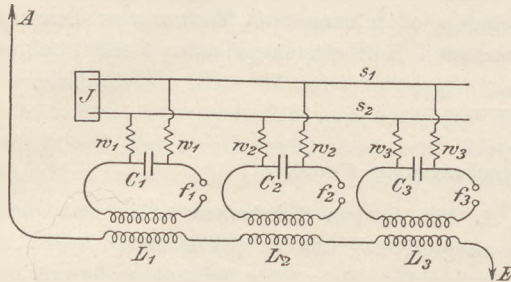 A
s₁
J
s₂
w₁ w₁ w₂ w₂ w₃ w₃
C₁ f₁ C₂ f₂ C₃ f₃
L₁ L₂ L₃
E